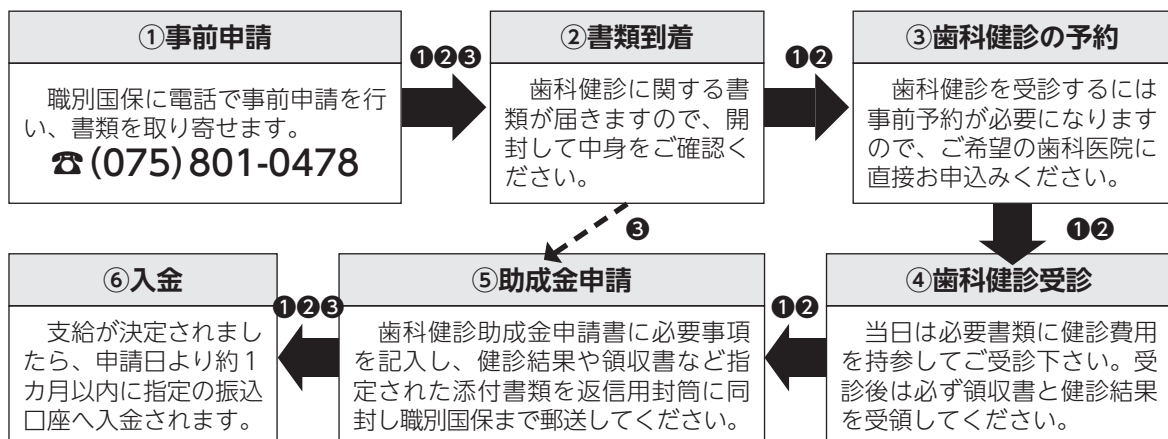 ①事前申請
職別国保に電話で事前申請を行
い、書類を取り寄せます。
☎(075)801-0478
❶❷❸
②書類到着
歯科健診に関する書
類が届きますので、開
封して中身をご確認く
ださい。
❶❷
③歯科健診の予約
歯科健診を受診するには
事前予約が必要になります
ので、ご希望の歯科医院に
直接お申込みください。
❸
❶❷
④歯科健診受診
当日は必要書類に健診費用
を持参してご受診下さい。受
診後は必ず領収書と健診結果
を受領してください。
❶❷
⑤助成金申請
歯科健診助成金申請書に必要事項
を記入し、健診結果や領収書など指
定された添付書類を返信用封筒に同
封し職別国保まで郵送してください。
❶❷❸
⑥入金
支給が決定されまし
たら、申請日より約1
カ月以内に指定の振込
口座へ入金されます。